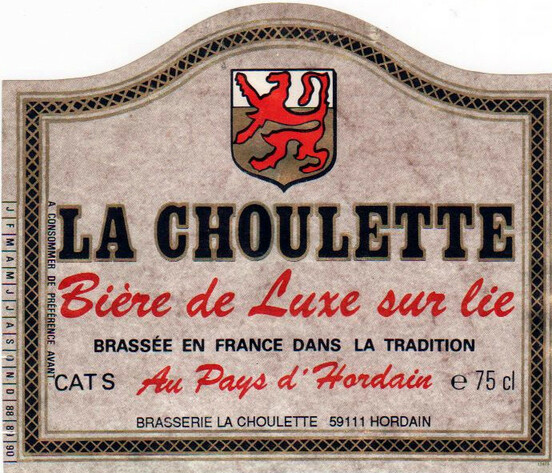 LA CHOULETTE
Bière de Luxe sur lie
BRASSÉE EN FRANCE DANS LA TRADITION
CAT S Au Pays d'Hordain e 75 cl
BRASSERIE LA CHOULETTE 59111 HORDAIN
A CONSOMMER DE PRÉFÉRENCE AVANT
J F M A M J J A S O N D 88 89 90